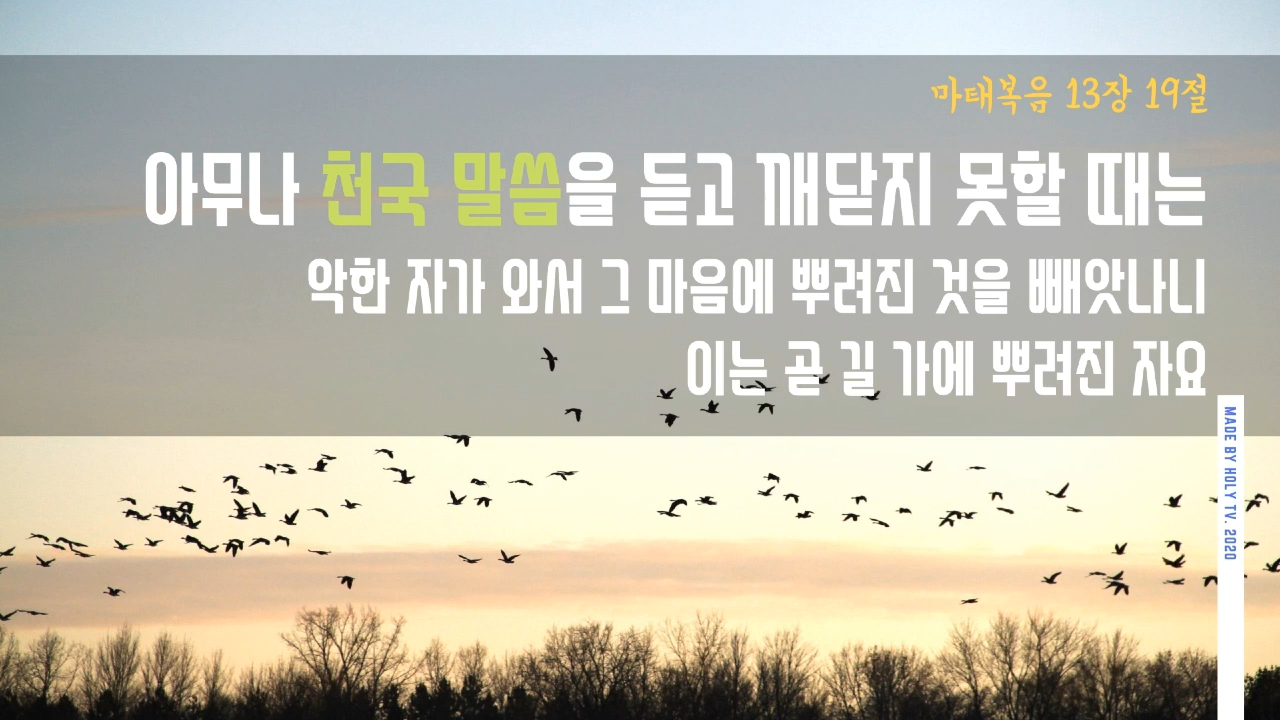 마태복음 13장 19절
아무나 천국 말씀을 듣고 깨닫지 못할 때는
악한 자가 와서 그 마음에 뿌려진 것을 빼앗나니
이는 곧 길 가에 뿌려진 자요
MADE BY HOLY TV. 2020